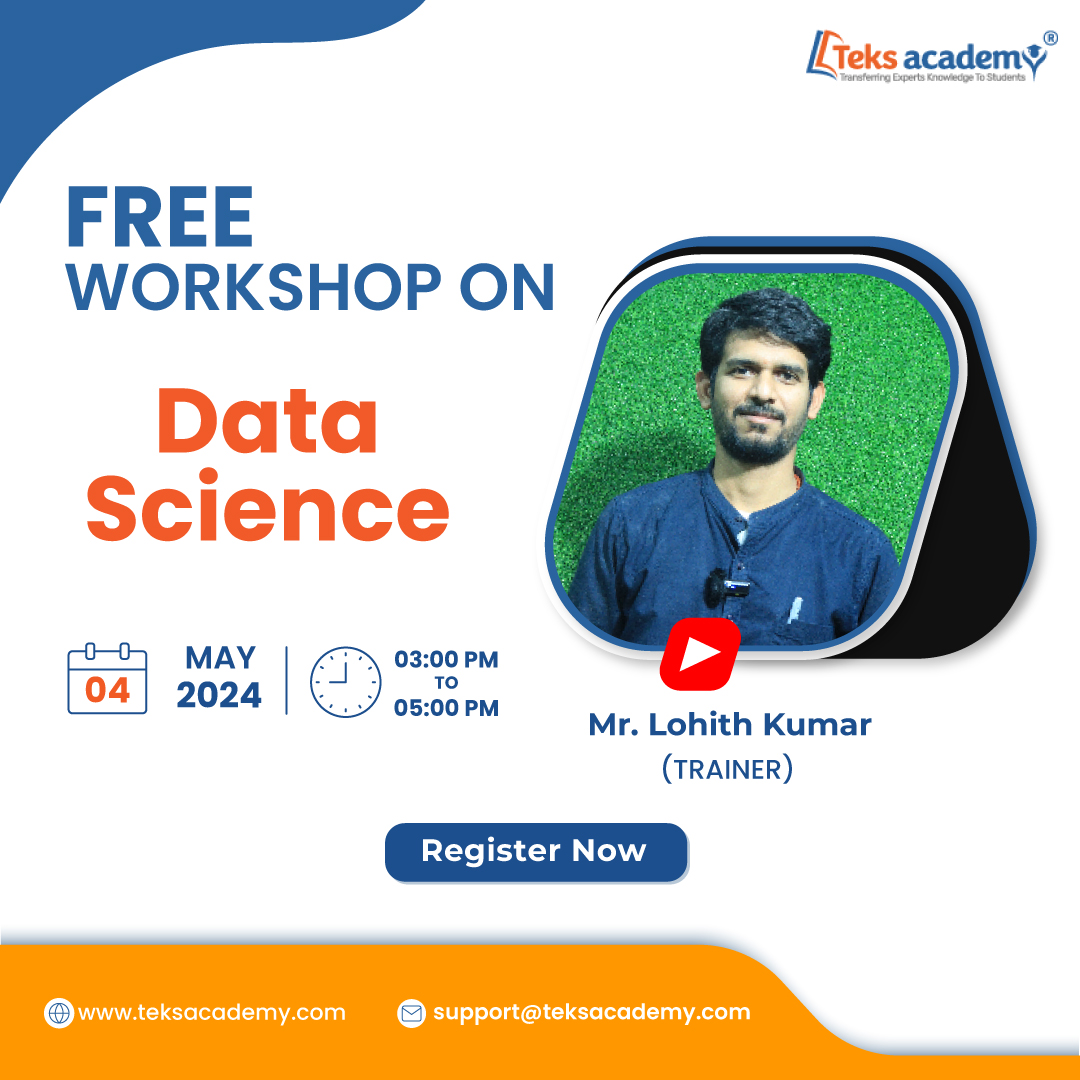 Teks academy®
Transferring Experts Knowledge To Students
FREE
WORKSHOP ON
Data
Science
04
MAY
2024
03:00 PM
TO
05:00 PM
Mr. Lohith Kumar
(TRAINER)
Register Now
www.teksacademy.com
support@teksacademy.com